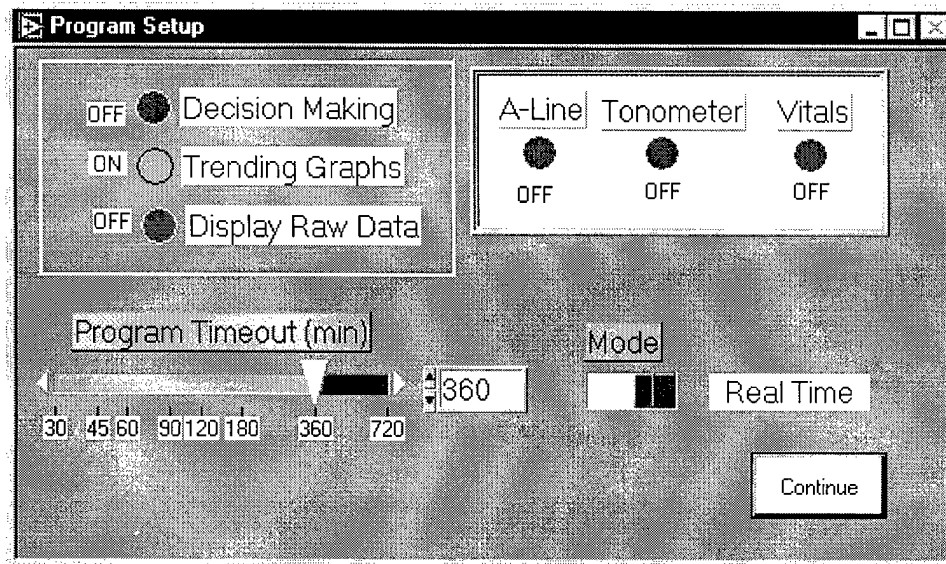 Program Setup
OFF Decision Making
ON Trending Graphs
OFF Display Raw Data
A-Line Tonometer Vitals
OFF OFF OFF
Program Timeout (min)
360
30 45 60 90 120 180 360 720
Mode
Real Time
Continue